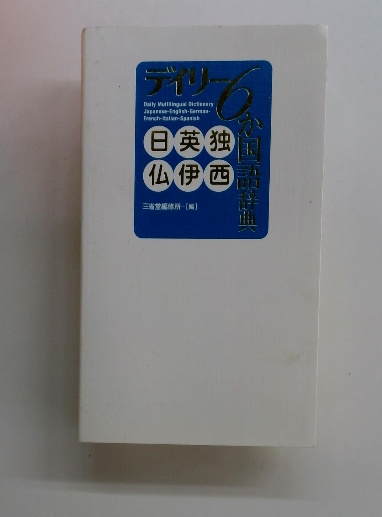 デイリー6か国語辞典
Daily Multilingual Dictionary
Japanese-English-German-
French-Italian-Spanish
日英独
仏伊西
三省堂編修所・[編]